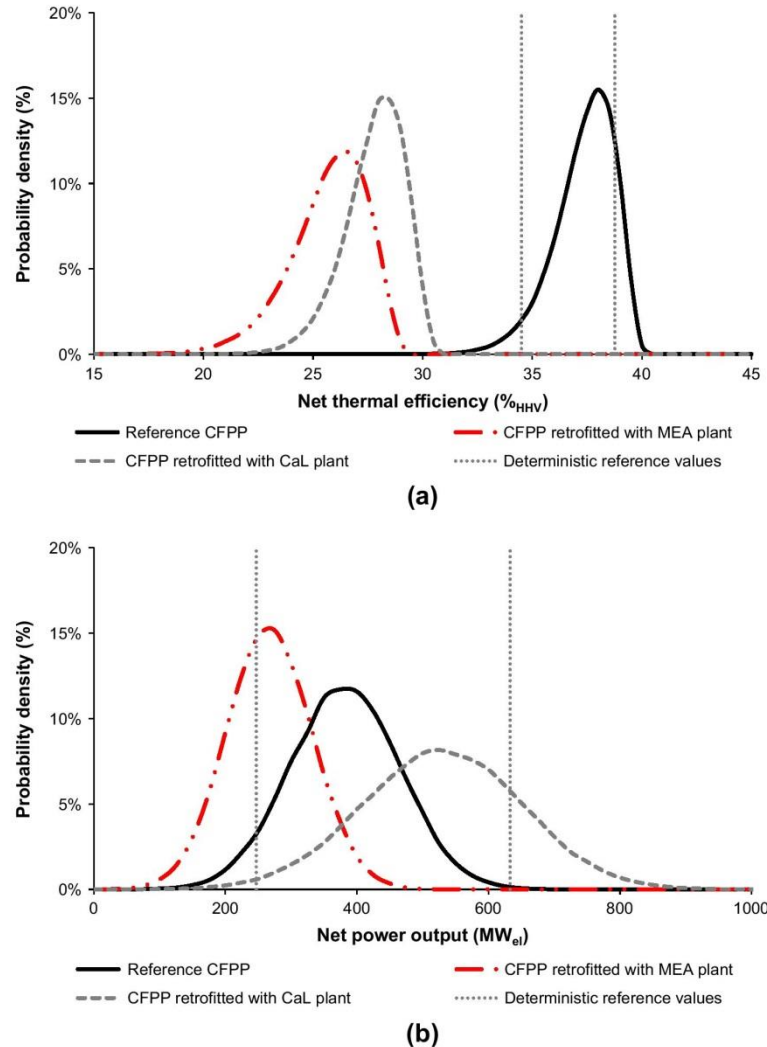 20%
15%
10%
5%
0%
Probability density (%)
15 20 25 30 35 40 45
Net thermal efficiency (%HHV)
Reference CFPP CFPP retrofitted with MEA plant
CFPP retrofitted with CaL plant Deterministic reference values
(a)
20%
15%
10%
5%
0%
Probability density (%)
0 200 400 600 800 1000
Net power output (MWel)
Reference CFPP CFPP retrofitted with MEA plant
CFPP retrofitted with CaL plant Deterministic reference values
(b)